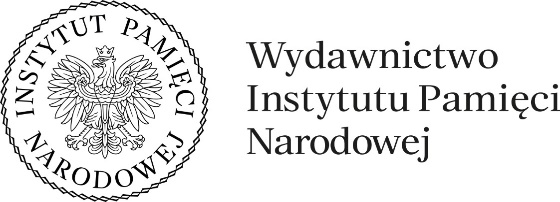 INSTYTUT PAMIĘCI
NARODOWEJ
Wydawnictwo
Instytutu Pamięci
Narodowej